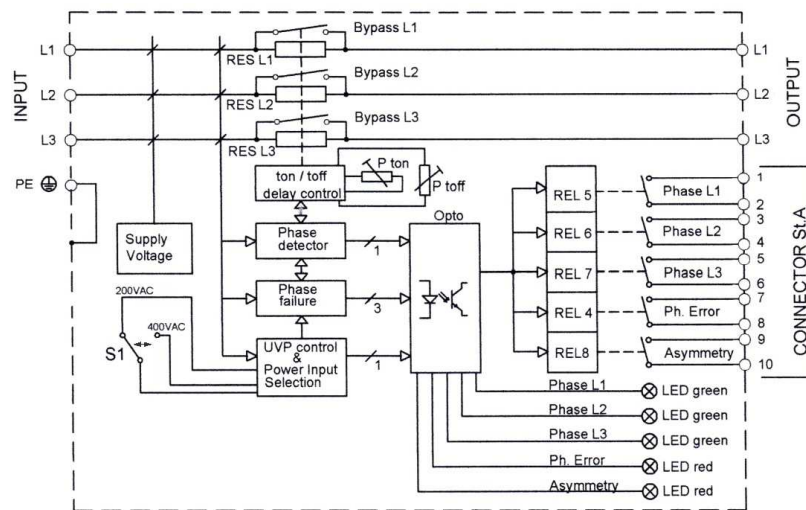 Bypass L1
L1
RES L1
L1
Bypass L2
L2
RES L2
L2
Bypass L3
L3
RES L3
L3
INPUT
OUTPUT
PE
ton / toff
delay control
P ton
P toff
Supply
Voltage
Phase
detector
1
Phase
failure
3
UVP control
&
Power Input
Selection
1
200VAC
400VAC
S1
Opto
REL 5
Phase L1
1
2
REL 6
Phase L2
3
4
REL 7
Phase L3
5
6
REL 4
Ph. Error
7
8
REL8
Asymmetry
9
10
CONNECTOR St.A
Phase L1
LED green
Phase L2
LED green
Phase L3
LED green
Ph. Error
LED red
Asymmetry
LED red